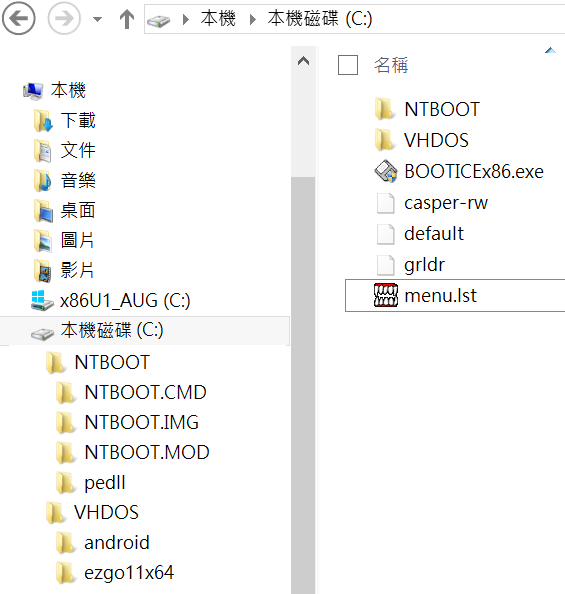 本機 本機磁碟 (C:)
本機
下載
文件
音樂
桌面
圖片
影片
x86U1_AUG (C:)
本機磁碟 (C:)
NTBOOT
NTBOOT.CMD
NTBOOT.IMG
NTBOOT.MOD
pedll
VHDOS
android
ezgo11x64
名稱
NTBOOT
VHDOS
BOOTICEx86.exe
casper-rw
default
grldr
menu.lst